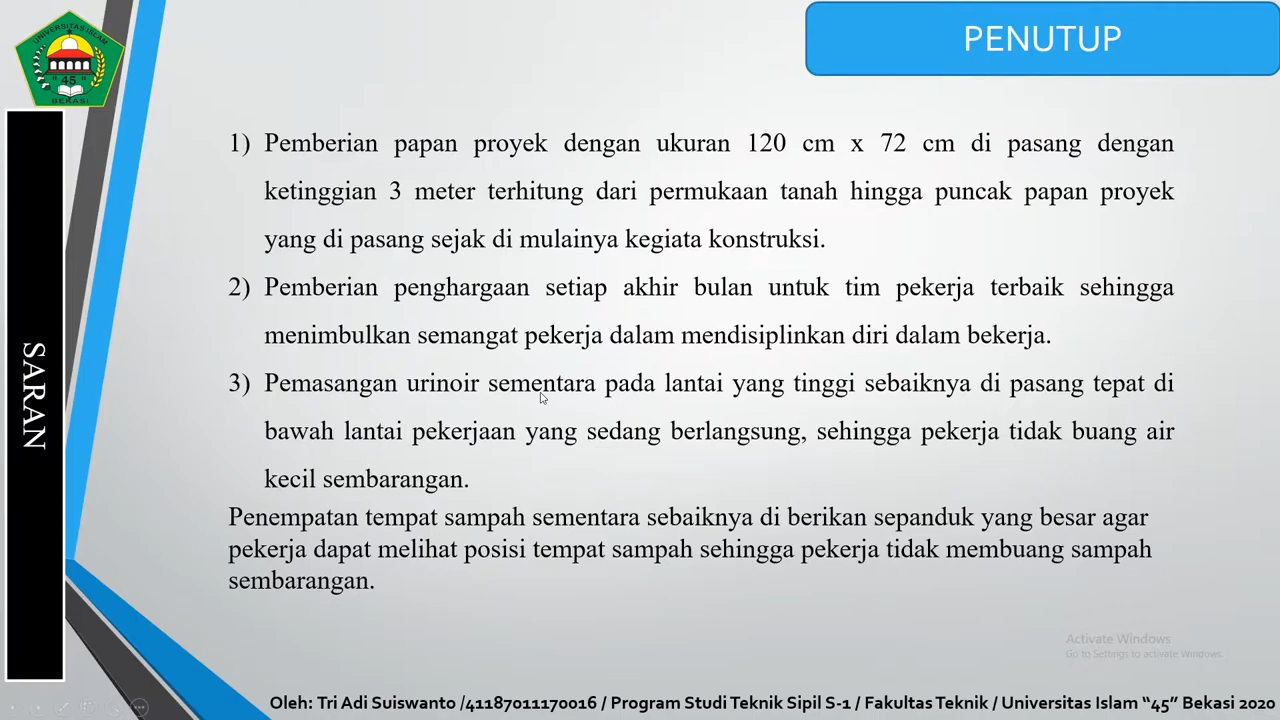 UNIVERSITAS ISLAM
"45"
BEKASI
PENUTUP
SARAN
1) Pemberian papan proyek dengan ukuran 120 cm x 72 cm di pasang dengan
ketinggian 3 meter terhitung dari permukaan tanah hingga puncak papan proyek
yang di pasang sejak di mulainya kegiata konstruksi.
2) Pemberian penghargaan setiap akhir bulan untuk tim pekerja terbaik sehingga
menimbulkan semangat pekerja dalam mendisiplinkan diri dalam bekerja.
3) Pemasangan urinoir sementara pada lantai yang tinggi sebaiknya di pasang tepat di
bawah lantai pekerjaan yang sedang berlangsung, sehingga pekerja tidak buang air
kecil sembarangan.
Penempatan tempat sampah sementara sebaiknya di berikan sepanduk yang besar agar
pekerja dapat melihat posisi tempat sampah sehingga pekerja tidak membuang sampah
sembarangan.
Activate Windows
Go to Settings to activate Windows.
Oleh: Tri Adi Suiswanto /41187011170016 / Program Studi Teknik Sipil S-1 / Fakultas Teknik / Universitas Islam “45” Bekasi 2020